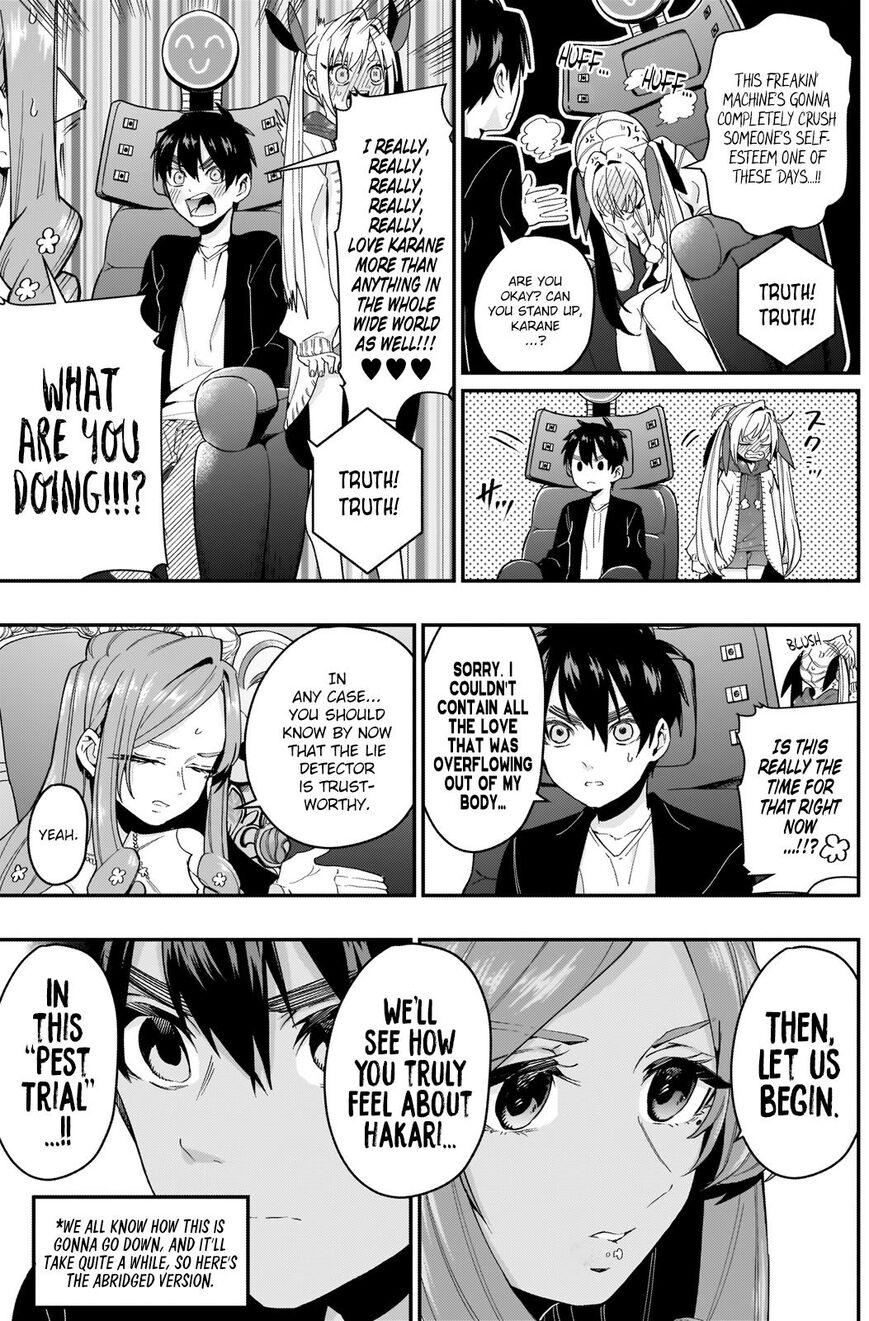 HUFF...
HUFF...
THIS FREAKIN'
MACHINE'S GONNA
COMPLETELY CRUSH
SOMEONE'S SELF-
ESTEEM ONE OF
THESE DAYS...!!
TRUTH!
TRUTH!
ARE YOU
OKAY? CAN
YOU STAND UP,
KARANE
...?
スクッ…
サ…
I REALLY,
REALLY,
REALLY,
REALLY,
REALLY,
LOVE KARANE
MORE THAN
ANYTHING IN
THE WHOLE
WIDE WORLD
AS WELL!!!
♥♥♥
TRUTH!
TRUTH!
WHAT
ARE YOU
DOING!!!?
BLUSH
IS THIS
REALLY THE
TIME FOR
THAT RIGHT
NOW
...!!?
SORRY. I
COULDN'T
CONTAIN ALL
THE LOVE
THAT WAS
OVERFLOWING
OUT OF MY
BODY...
IN
ANY CASE...
YOU SHOULD
KNOW BY NOW
THAT THE LIE
DETECTOR
IS TRUST-
WORTHY.
YEAH.
THEN,
LET US
BEGIN.
WE'LL
SEE HOW
YOU TRULY
FEEL ABOUT
HAKARI...
IN
THIS
"PEST
TRIAL"
...!!
*WE ALL KNOW HOW THIS IS
GONNA GO DOWN, AND IT'LL
TAKE QUITE A WHILE, SO HERE'S
THE ABRIDGED VERSION.